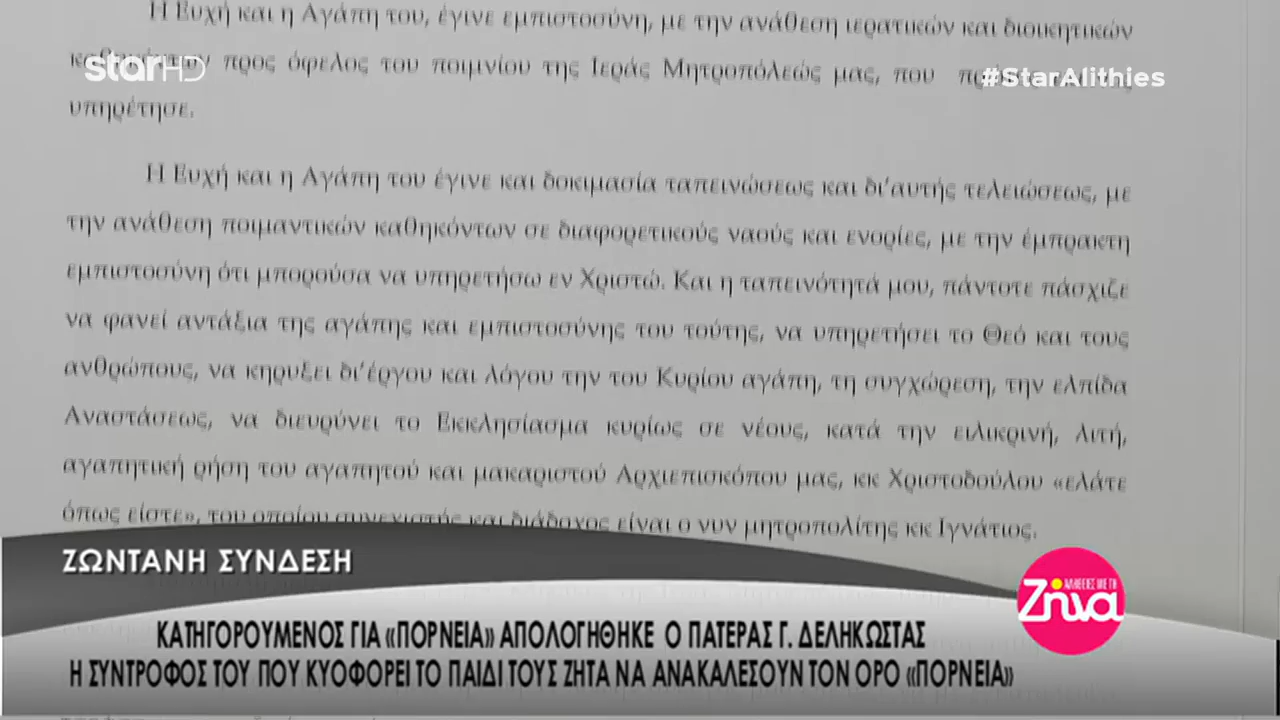 Η Ευχή και η Αγάπη του, έγινε εμπιστοσύνη, με την ανάθεση ιερατικών και διοικητικών
προς όφελος του ποιμνίου της Ιεράς Μητροπόλεώς μας, που
υπηρέτησε.
star HD
#StarAlithies
Η Ευχή και η Αγάπη του έγινε και δοκιμασία ταπεινώσεως και δι'αυτής τελειώσεως, με
την ανάθεση ποιμαντικών καθηκόντων σε διαφορετικούς ναούς και ενορίες, με την έμπρακτη
εμπιστοσύνη ότι μπορούσα να υπηρετήσω εν Χριστώ. Και η ταπεινότητά μου, πάντοτε πάσχιζε
να φανεί αντάξια της αγάπης και εμπιστοσύνης του τούτης, να υπηρετήσει το Θεό και τους
ανθρώπους, να κηρυξει δι'έργου και λόγου την του Κυρίου αγάπη, τη συγχώρεση, την ελπίδα
Αναστάσεως, να διευρύνει το Εκκλησίασμα κυρίως σε νέους, κατά την ειλικρινή, λιτή,
αγαπητική ρήση του αγαπητού και μακαριστού Αρχιεπισκόπου μας, κκ Χριστοδούλου «ελάτε
όπως είστε», του οποίου συνεχιστής και διάδοχος είναι ο νυν μητροπολίτης κκ Ιγνάτιος.
ΖΩΝΤΑΝΗ ΣΥΝΔΕΣΗ
ΑΛΗΘΕΙΕΣ ΜΕ ΤΗ
Ζήνα
ΚΑΤΗΓΟΡΟΥΜΕΝΟΣ ΓΙΑ «ΠΟΡΝΕΙΑ» ΑΠΟΛΟΓΗΘΗΚΕ Ο ΠΑΤΕΡΑΣ Γ. ΔΕΛΗΚΩΣΤΑΣ
Η ΣΥΝΤΡΟΦΟΣ ΤΟΥ ΠΟΥ ΚΥΟΦΟΡΕΙ ΤΟ ΠΑΙΔΙ ΤΟΥΣ ΖΗΤΑ ΝΑ ΑΝΑΚΑΛΕΣΟΥΝ ΤΟΝ ΟΡΟ «ΠΟΡΝΕΙΑ»